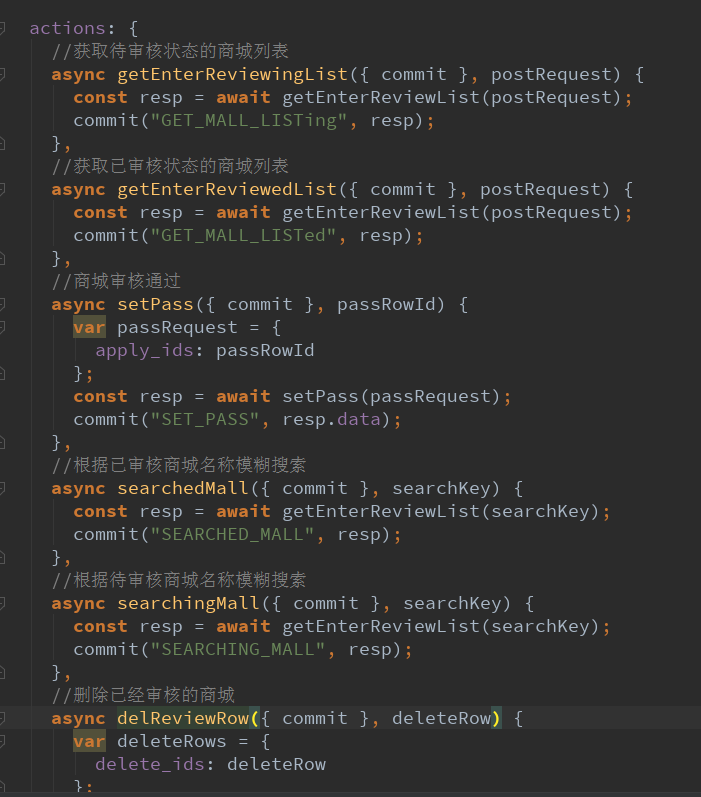 actions: {
//获取待审核状态的商城列表
async getEnterReviewingList({ commit }, postRequest) {
const resp = await getEnterReviewList(postRequest);
commit("GET_MALL_LISTing", resp);
},
//获取已审核状态的商城列表
async getEnterReviewedList({ commit }, postRequest) {
const resp = await getEnterReviewList(postRequest);
commit("GET_MALL_LISTed", resp);
},
//商城审核通过
async setPass({ commit }, passRowId) {
var passRequest = {
apply_ids: passRowId
};
const resp = await setPass(passRequest);
commit("SET_PASS", resp.data);
},
//根据已审核商城名称模糊搜索
async searchedMall({ commit }, searchKey) {
const resp = await getEnterReviewList(searchKey);
commit("SEARCHED_MALL", resp);
},
//根据待审核商城名称模糊搜索
async searchingMall({ commit }, searchKey) {
const resp = await getEnterReviewList(searchKey);
commit("SEARCHING_MALL", resp);
},
//删除已经审核的商城
async delReviewRow({ commit }, deleteRow) {
var deleteRows = {
delete_ids: deleteRow
};